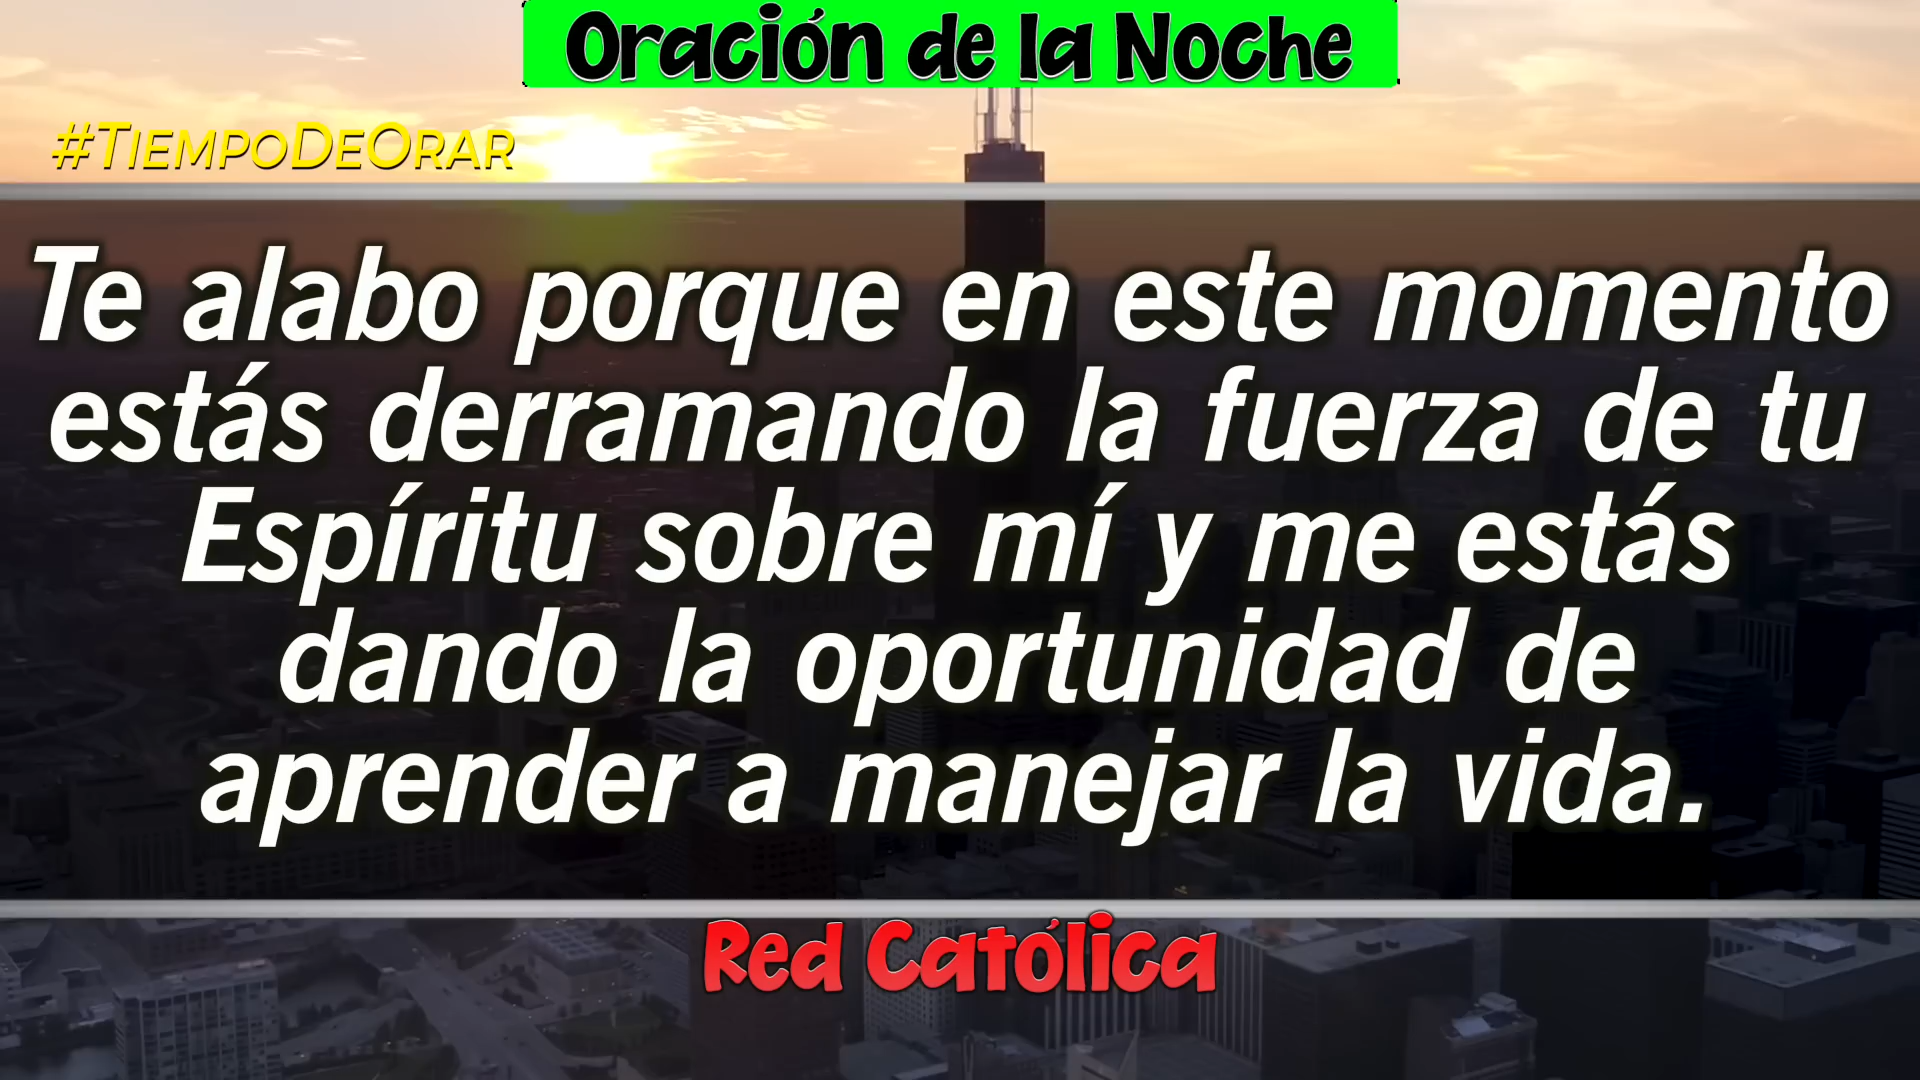 Oración de la Noche
#TiempoDeOrar
Te alabo porque en este momento
estás derramando la fuerza de tu
Espíritu sobre mí y me estás
dando la oportunidad de
aprender a manejar la vida.
Red Católica